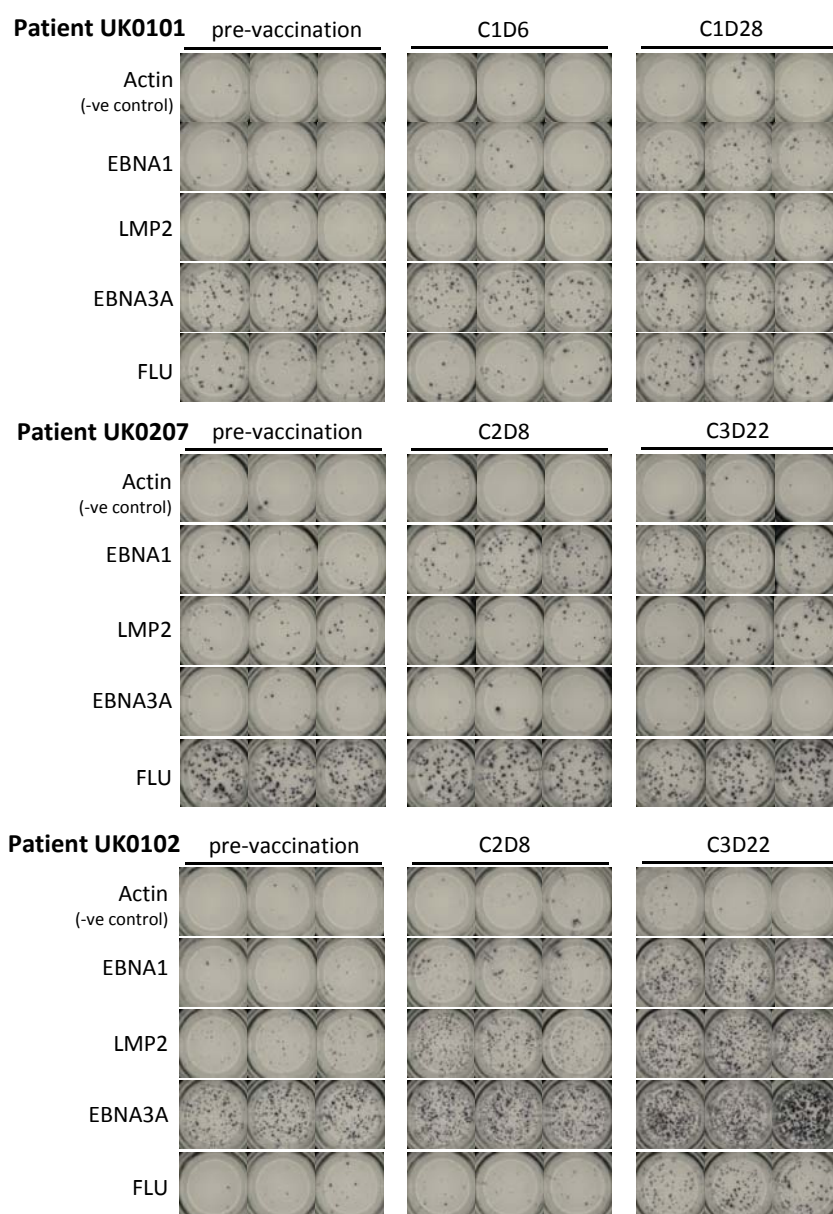 Patient UK0101 pre-vaccination C1D6 C1D28
Actin
(-ve control)
EBNA1
LMP2
EBNA3A
FLU
Patient UK0207 pre-vaccination C2D8 C3D22
Actin
(-ve control)
EBNA1
LMP2
EBNA3A
FLU
Patient UK0102 pre-vaccination C2D8 C3D22
Actin
(-ve control)
EBNA1
LMP2
EBNA3A
FLU